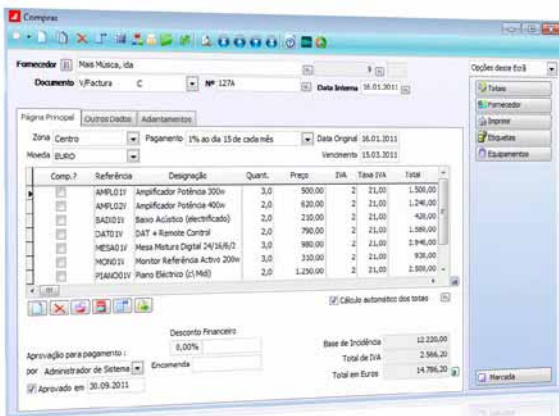 Compras
Fornecedor Mais Música, lda 9
Documento V/Factura C Nº 127A Data Interna 16.01.2011
Página Principal Outros Dados Adiantamentos
Zona Centro Pagamento 1% ao dia 15 de cada mês Data Original 16.01.2011
Moeda EURO Vencimento 15.03.2011
Comp.? Referência Designação Quant. Preço IVA Taxa IVA Total
AMPL01V Amplificador Potência 300w 3,0 500,00 2 21,00 1.500,00
AMPL02V Amplificador Potência 400w 2,0 620,00 2 21,00 1.240,00
BAIX01V Baixo Acústico (electrificado) 2,0 210,00 2 21,00 420,00
DAT01V DAT + Remote Control 2,0 790,00 2 21,00 1.580,00
MESA01V Mesa Mistura Digital 24/16/6/2 3,0 980,00 2 21,00 2.940,00
MON01V Monitor Referência Activo 200w 3,0 310,00 2 21,00 930,00
PIANO01V Piano Eléctrico (c\ Midi) 2,0 1.250,00 2 21,00 2.500,00
Cálculo automático dos totais
Desconto Financeiro
Aprovação para pagamento : 0,00% Base de Incidência 12 220,00
por Administrador de Sistema Encomenda Total de IVA 2 566,20
Aprovado em 30.09.2011 Total em Euros 14.786,20
Opções deste Ecrã
Totais
Fornecedor
Imprimir
Etiquetas
Equipamentos
Marcada